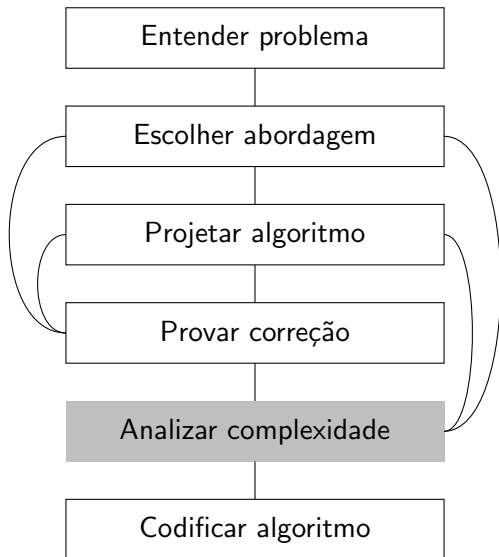 Entender problema
Escolher abordagem
Projetar algoritmo
Provar correção
Analizar complexidade
Codificar algoritmo